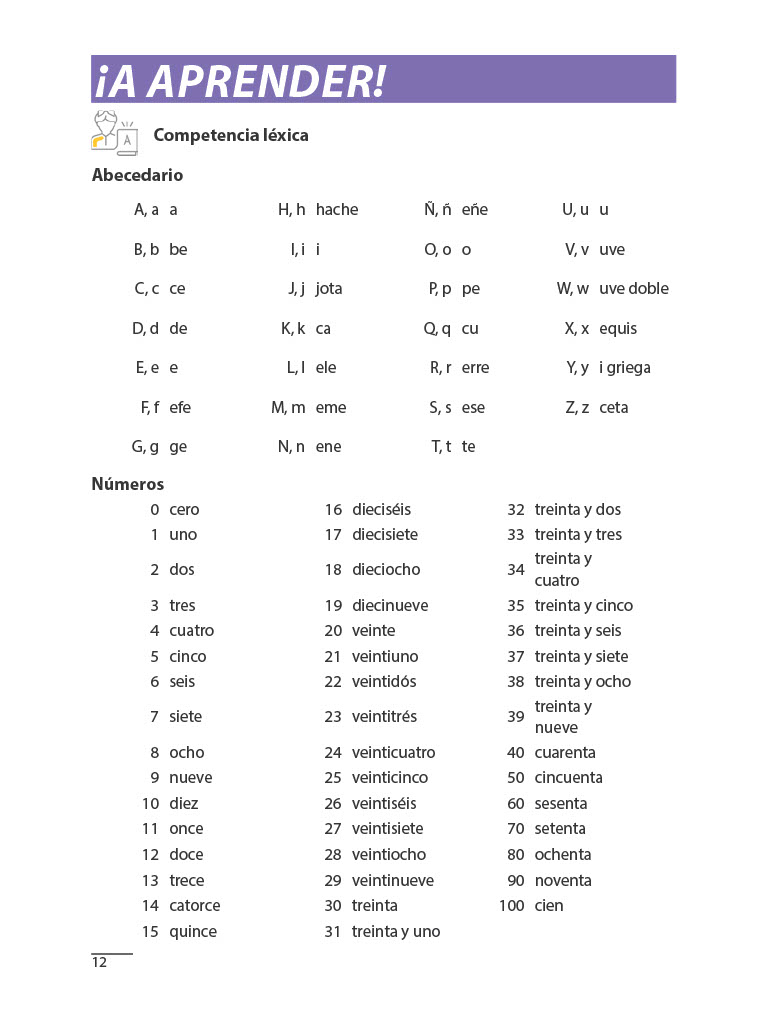 ¡A APRENDER!
A
Competencia léxica
Abecedario
A, a a H, h hache Ñ, ñ eñe U, u u
B, b be I, i i O, o o V, v uve
C, c ce J, j jota P, p pe W, w uve doble
D, d de K, k ca Q, q cu X, x equis
E, e e L, l ele R, r erre Y, y i griega
F, f efe M, m eme S, s ese Z, z ceta
G, g ge N, n ene T, t te
Números
0 cero 16 dieciséis 32 treinta y dos
1 uno 17 diecisiete 33 treinta y tres
2 dos 18 dieciocho 34 treinta y
cuatro
3 tres 19 diecinueve 35 treinta y cinco
4 cuatro 20 veinte 36 treinta y seis
5 cinco 21 veintiuno 37 treinta y siete
6 seis 22 veintidós 38 treinta y ocho
7 siete 23 veintitrés 39 treinta y
nueve
8 ocho 24 veinticuatro 40 cuarenta
9 nueve 25 veinticinco 50 cincuenta
10 diez 26 veintiséis 60 sesenta
11 once 27 veintisiete 70 setenta
12 doce 28 veintiocho 80 ochenta
13 trece 29 veintinueve 90 noventa
14 catorce 30 treinta 100 cien
15 quince 31 treinta y uno
12